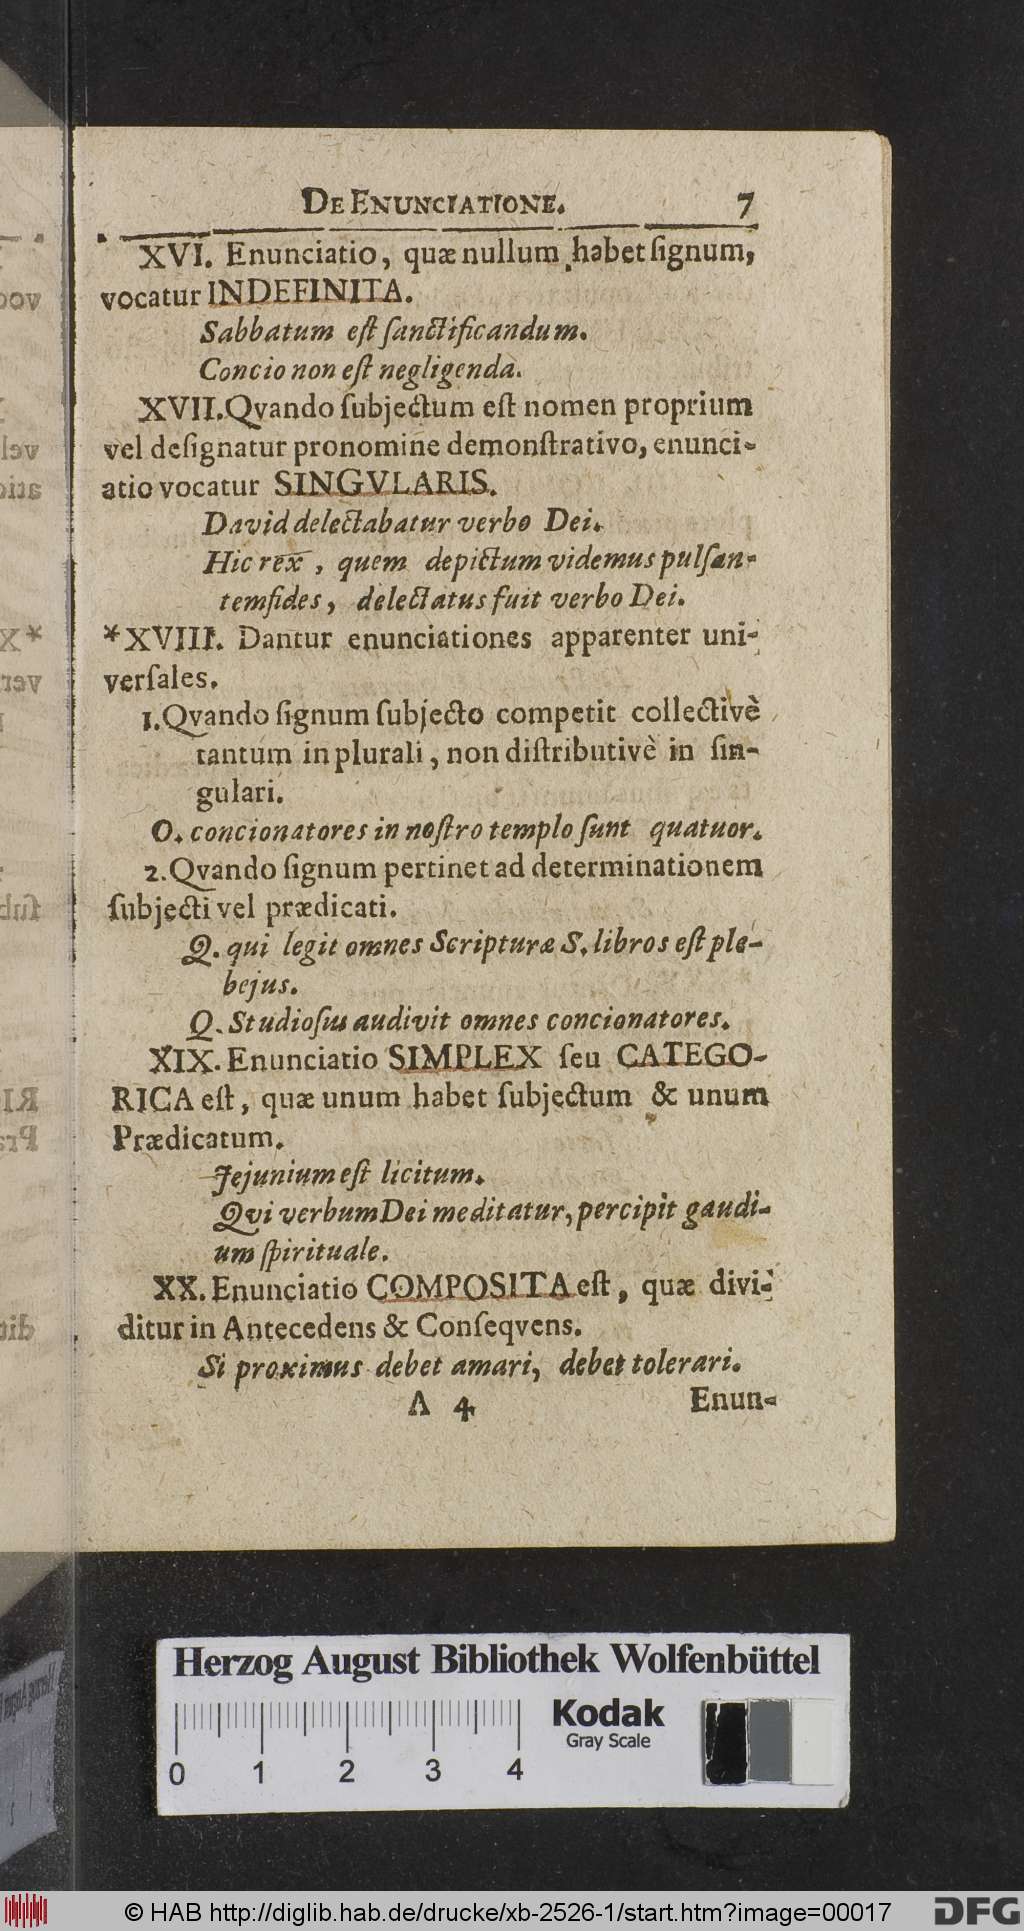 DE ENUNCIATIONE. 7
XVI. Enunciatio, quæ nullum habet ſignum,
vocatur INDEFINITA.
Sabbatum eſt ſanctificandum.
Concio non eſt negligenda.
XVII. Qvando ſubjectum eſt nomen proprium
vel deſignatur pronomine demonſtrativo, enunci-
atio vocatur SINGVLARIS.
David delectabatur verbo Dei.
Hic rex, quem depictum videmus pulſan-
tem fides, delectatus fuit verbo Dei.
*XVIII. Dantur enunciationes apparenter uni-
verſales.
1. Qvando ſignum ſubjecto competit collectivè
tantum in plurali, non diſtributivè in ſin-
gulari.
O. concionatores in noſtro templo ſunt quatuor.
2. Qvando ſignum pertinet ad determinationem
ſubjecti vel prædicati.
Q. qui legit omnes Scripturæ S. libros eſt ple-
bejus.
Q. Studioſus audivit omnes concionatores.
XIX. Enunciatio SIMPLEX ſeu CATEGO-
RICA eſt, quæ unum habet ſubjectum & unum
Prædicatum.
Jejunium eſt licitum.
Qvi verbum Dei meditatur, percipit gaudi-
um ſpirituale.
XX. Enunciatio COMPOSITA eſt, quæ divi-
ditur in Antecedens & Conſeqvens.
Si proximus debet amari, debet tolerari.
A 4 Enun-
Herzog August Bibliothek Wolfenbüttel
Kodak
Gray Scale
0 1 2 3 4
© HAB http://diglib.hab.de/drucke/xb-2526-1/start.htm?image=00017
DFG